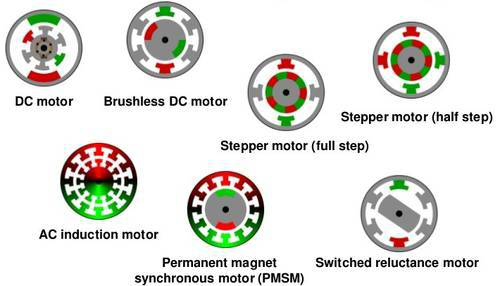 DC motor
Brushless DC motor
Stepper motor (full step)
Stepper motor (half step)
AC induction motor
Permanent magnet
synchronous motor (PMSM)
Switched reluctance motor